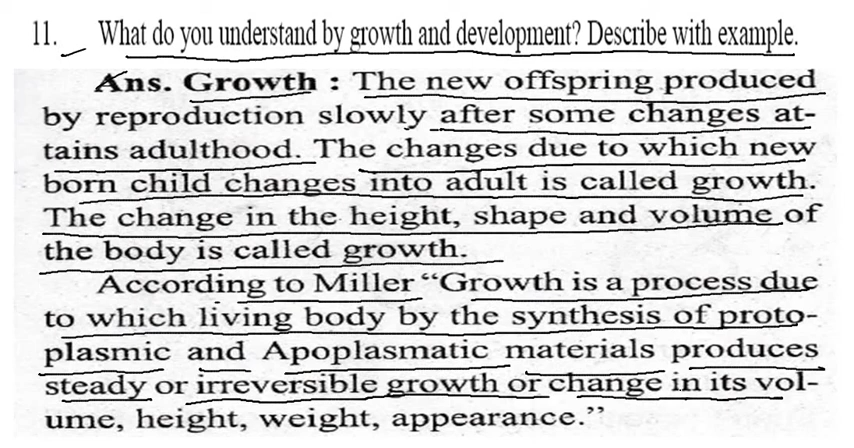 11. What do you understand by growth and development? Describe with example.
Ans. Growth : The new offspring produced
by reproduction slowly after some changes at-
tains adulthood. The changes due to which new
born child changes into adult is called growth.
The change in the height, shape and volume of
the body is called growth.
According to Miller “Growth is a process due
to which living body by the synthesis of proto-
plasmic and Apoplasmatic materials produces
steady or irreversible growth or change in its vol-
ume, height, weight, appearance.”